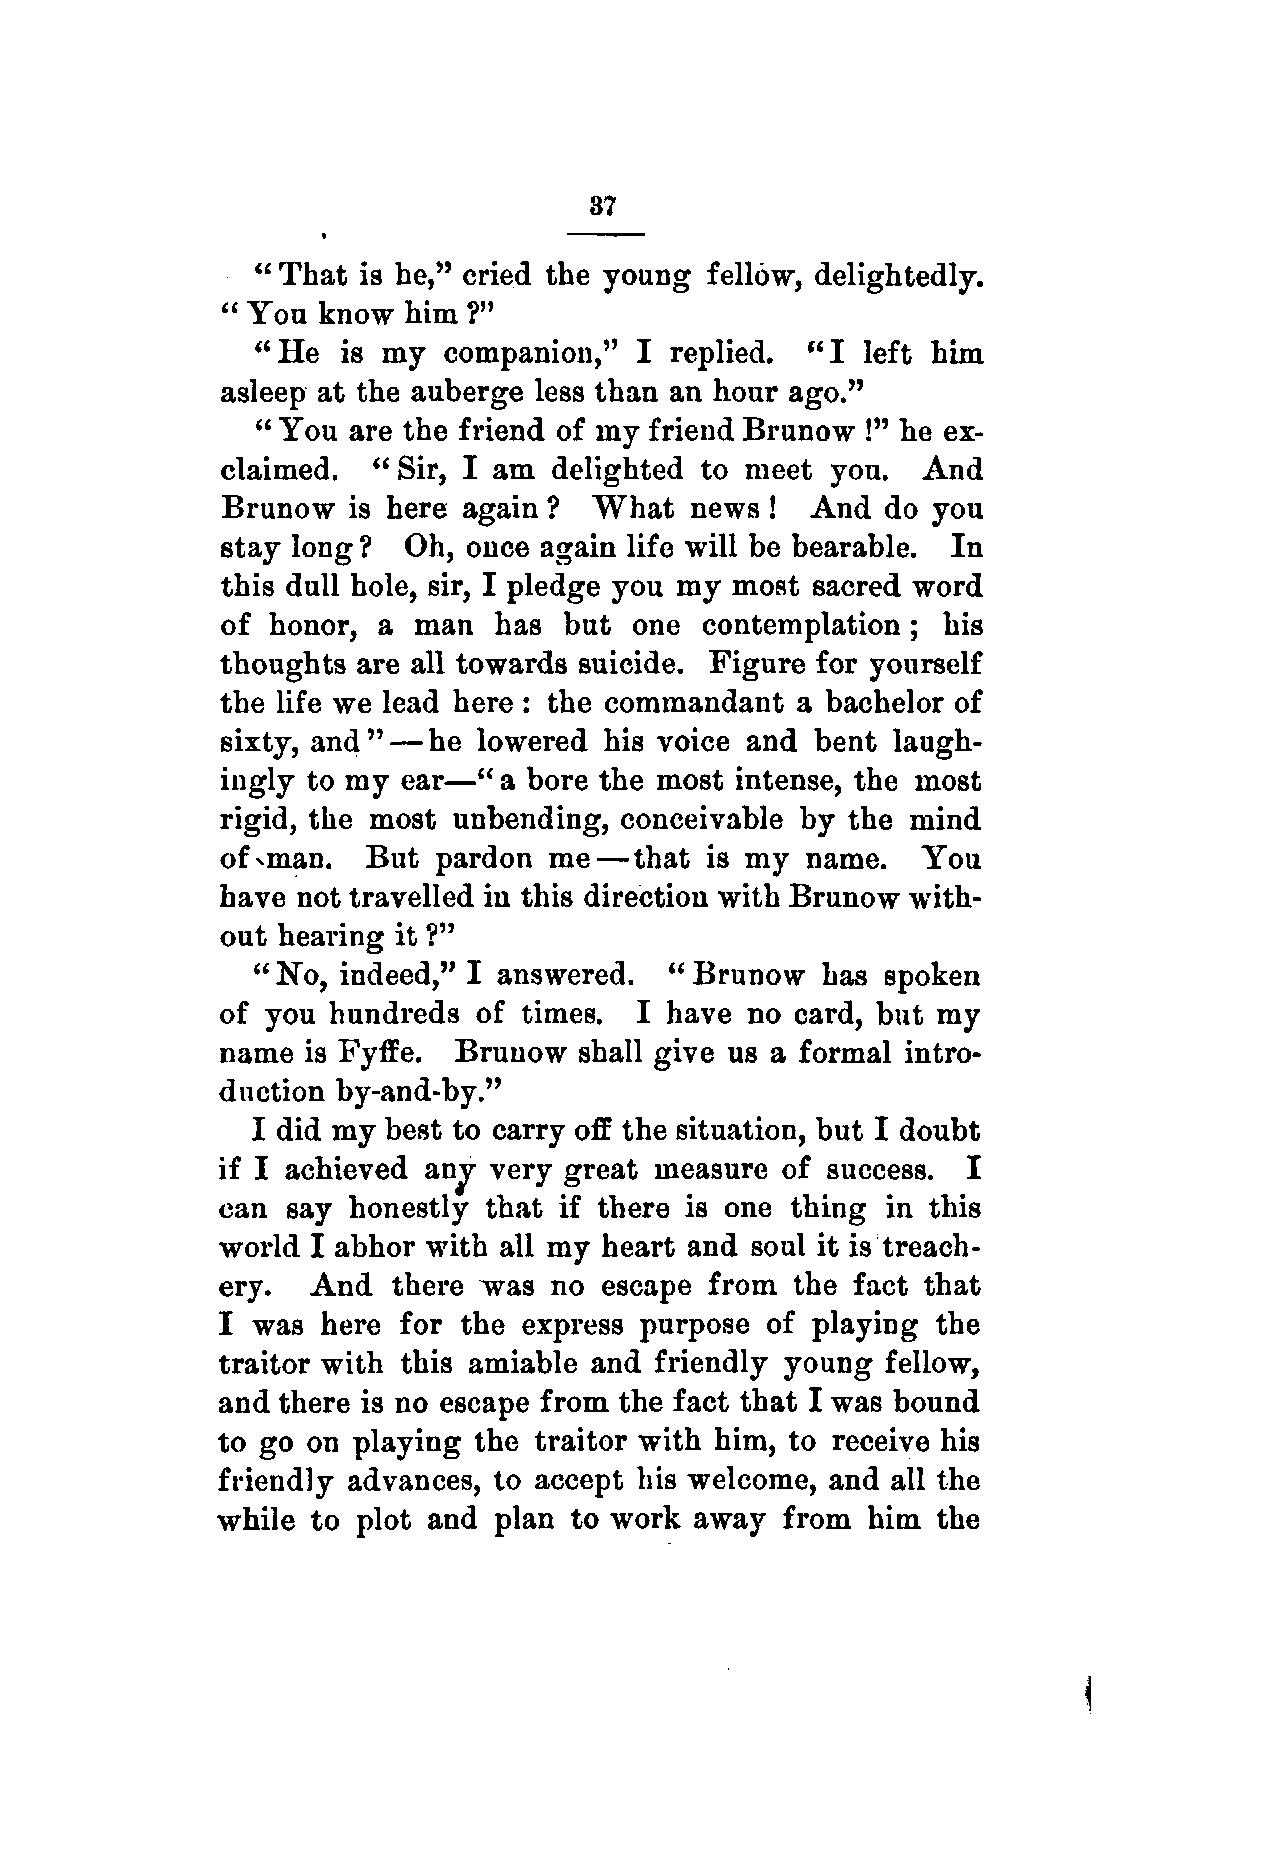 37
“That is he,” cried the young fellow, delightedly.
“You know him?”
“He is my companion,” I replied. “I left him
asleep at the auberge less than an hour ago.”
“You are the friend of my friend Brunow!” he ex-
claimed. “Sir, I am delighted to meet you. And
Brunow is here again? What news! And do you
stay long? Oh, once again life will be bearable. In
this dull hole, sir, I pledge you my most sacred word
of honor, a man has but one contemplation; his
thoughts are all towards suicide. Figure for yourself
the life we lead here: the commandant a bachelor of
sixty, and”—he lowered his voice and bent laugh-
ingly to my ear—“a bore the most intense, the most
rigid, the most unbending, conceivable by the mind
of man. But pardon me—that is my name. You
have not travelled in this direction with Brunow with-
out hearing it?”
“No, indeed,” I answered. “Brunow has spoken
of you hundreds of times. I have no card, but my
name is Fyffe. Brunow shall give us a formal intro-
duction by-and-by.”
I did my best to carry off the situation, but I doubt
if I achieved any very great measure of success. I
can say honestly that if there is one thing in this
world I abhor with all my heart and soul it is treach-
ery. And there was no escape from the fact that
I was here for the express purpose of playing the
traitor with this amiable and friendly young fellow,
and there is no escape from the fact that I was bound
to go on playing the traitor with him, to receive his
friendly advances, to accept his welcome, and all the
while to plot and plan to work away from him the